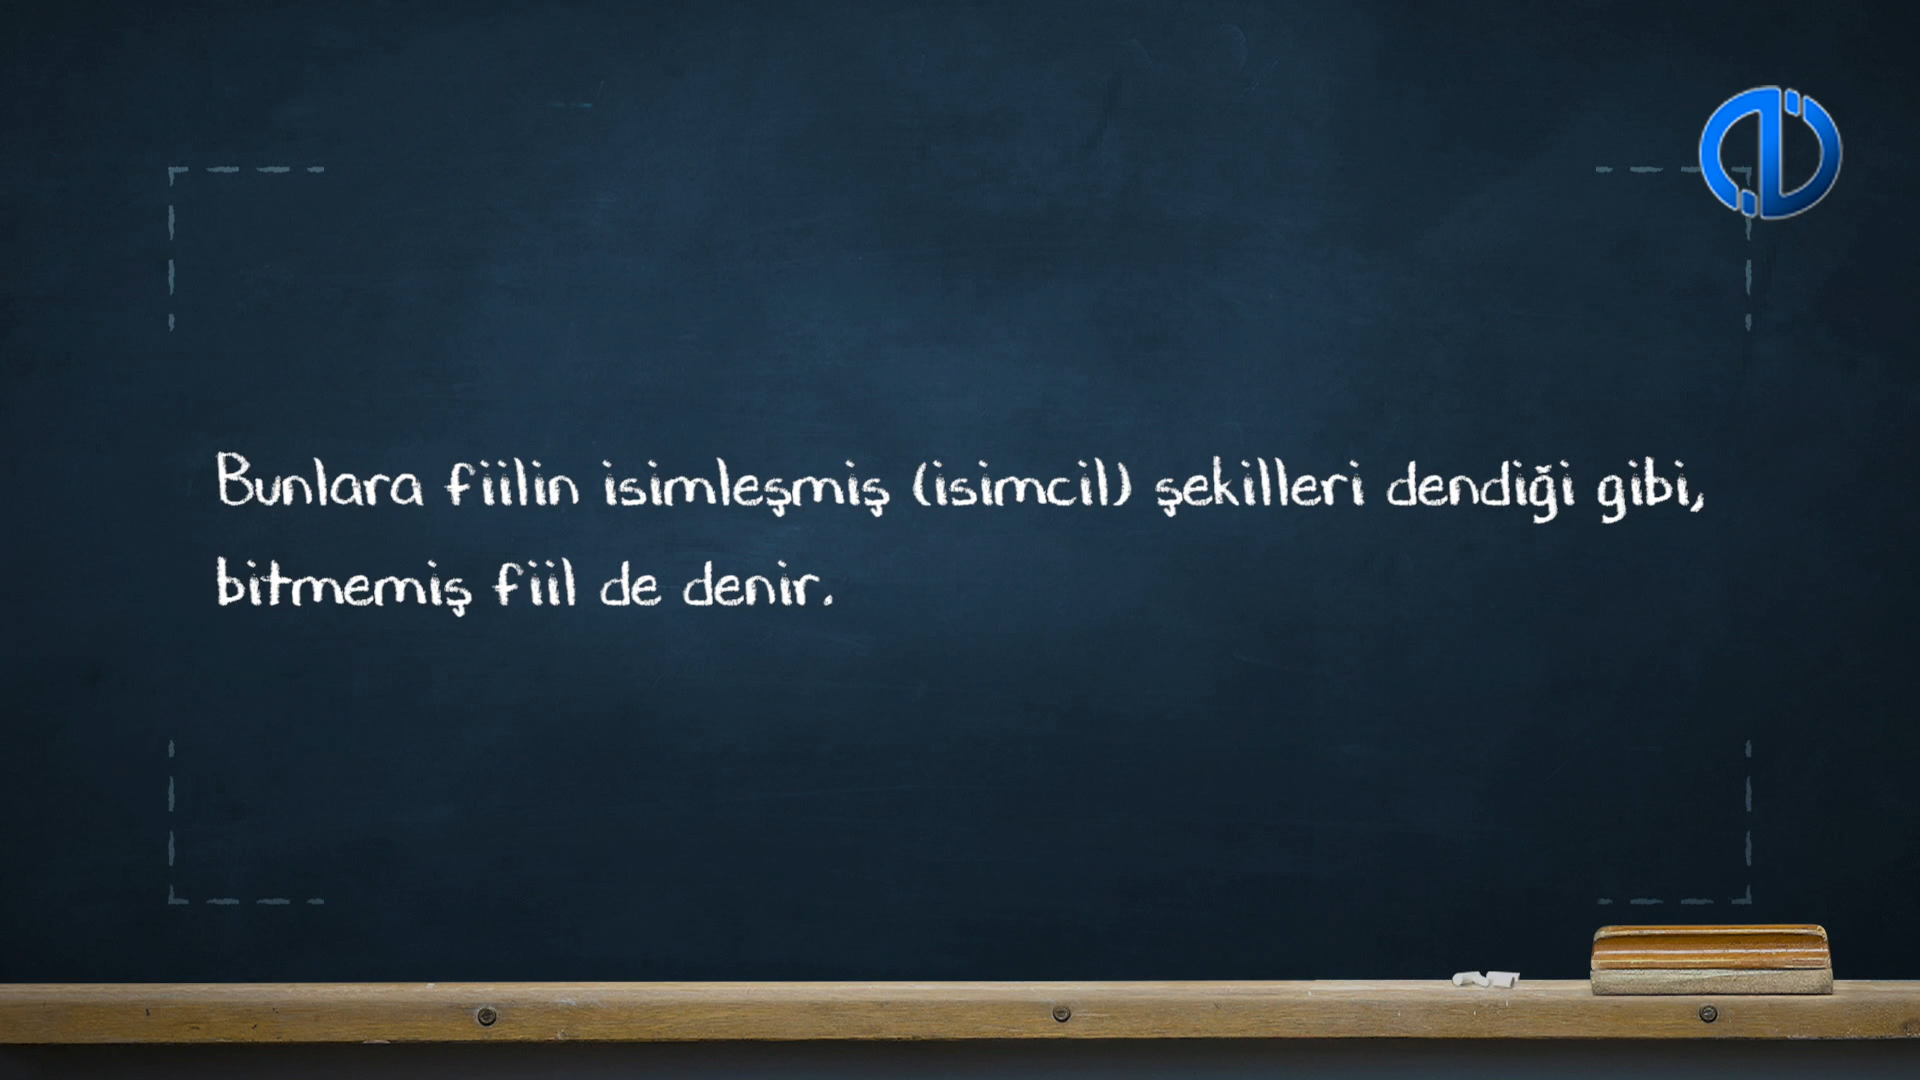 Bunlara fiilin isimleşmiş (isimcil) şekilleri dendiği gibi,
bitmemiş fiil de denir.